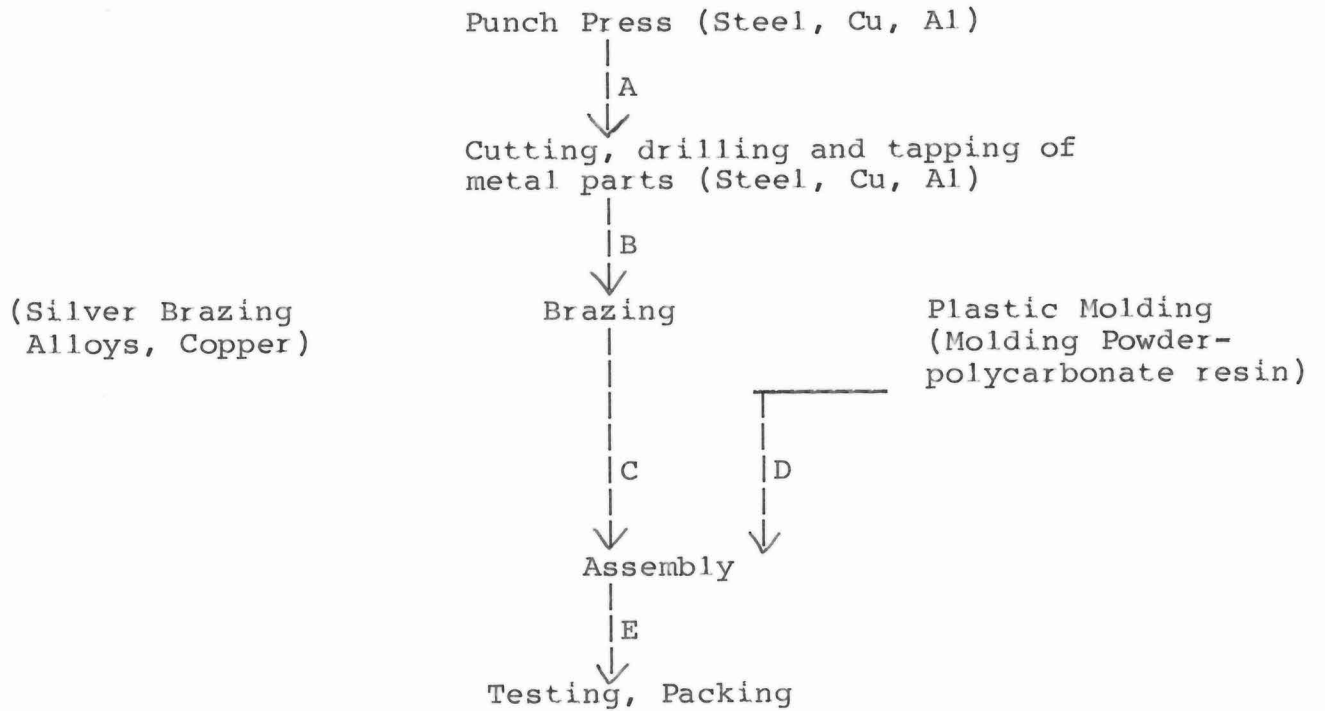 Punch Press (Steel, Cu, Al)
A
Cutting, drilling and tapping of
metal parts (Steel, Cu, Al)
B
(Silver Brazing
Alloys, Copper)
Brazing
Plastic Molding
(Molding Powder-
polycarbonate resin)
C
D
Assembly
E
Testing, Packing